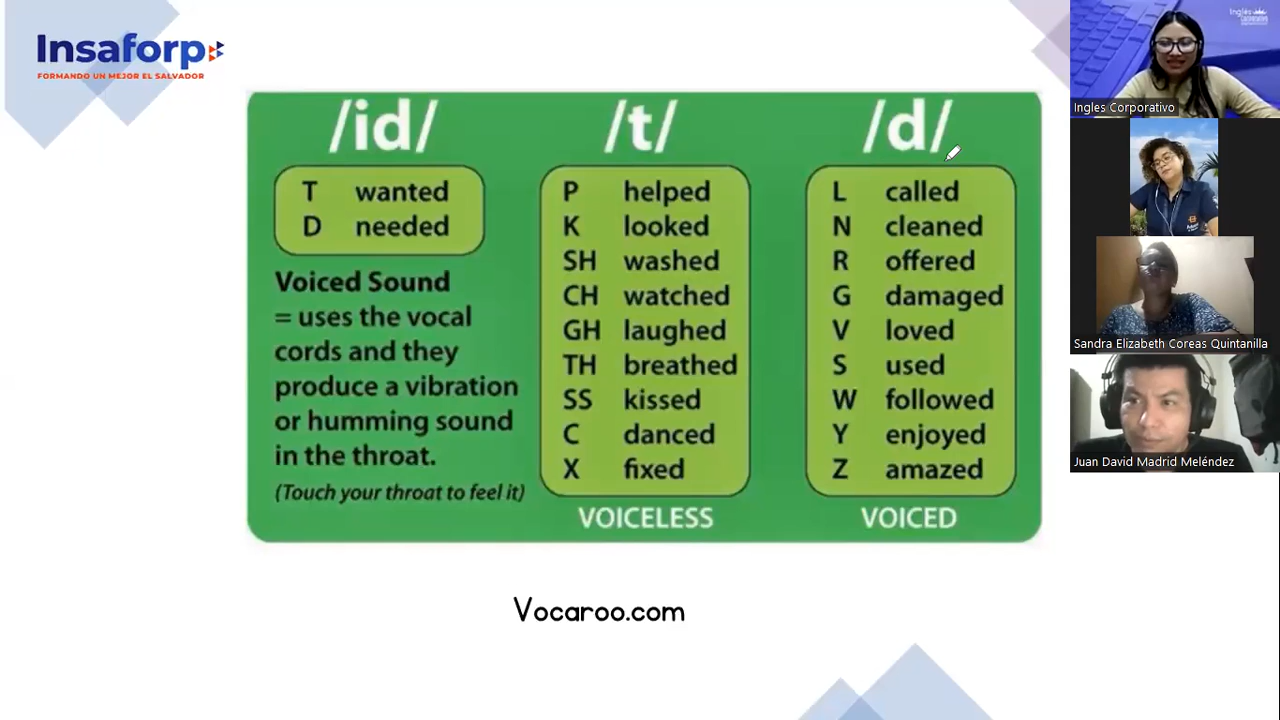 Insaforp
FORMANDO UN MEJOR EL SALVADOR
/id/
T wanted
D needed
Voiced Sound
= uses the vocal
cords and they
produce a vibration
or humming sound
in the throat.
(Touch your throat to feel it)
/t/
P helped
K looked
SH washed
CH watched
GH laughed
TH breathed
SS kissed
C danced
X fixed
VOICELESS
/d/
L called
N cleaned
R offered
G damaged
V loved
S used
W followed
Y enjoyed
Z amazed
VOICED
Vocaroo.com
Inglés
Ingles Corporativo
Sandra Elizabeth Coreas Quintanilla
Juan David Madrid Meléndez